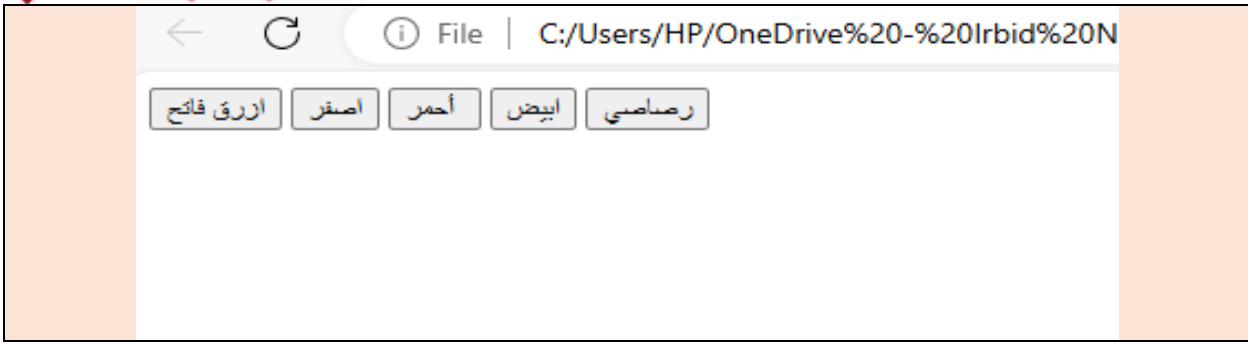 File | C:/Users/HP/OneDrive%20-%20Irbid%20N
ازرق فاتح اصفر أحمر ابيض رصاصي